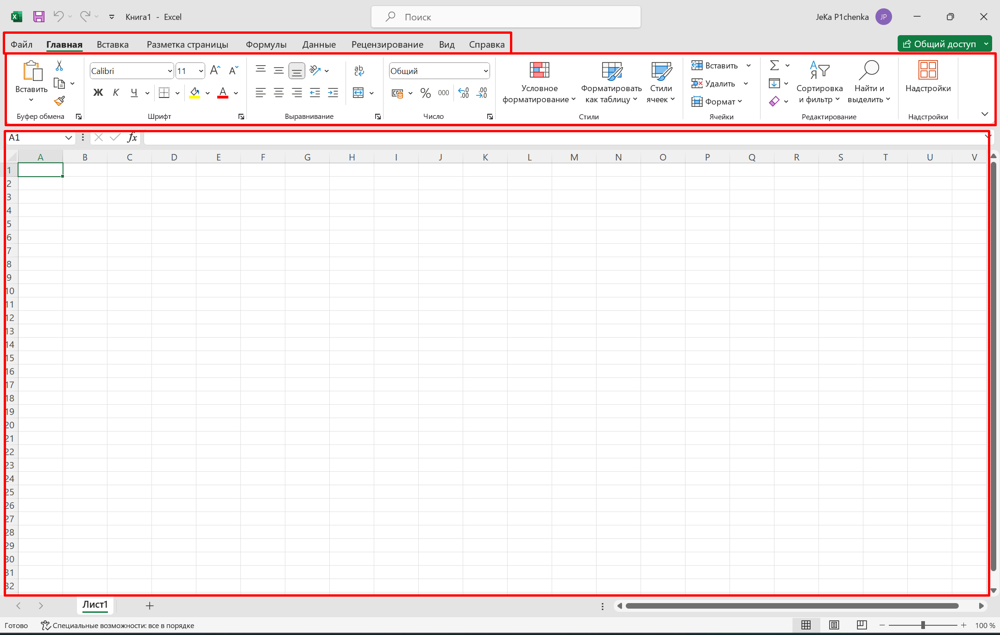 Книга1 - Excel
Поиск
JeKa P1chenka
JP
Файл Главная Вставка Разметка страницы Формулы Данные Рецензирование Вид Справка
Общий доступ
Вставить
Буфер обмена
Calibri 11
Ж К Ч
Шрифт
Выравнивание
Общий
% 000
Число
Условное форматирование
Форматировать как таблицу
Стили ячеек
Стили
Вставить
Удалить
Формат
Ячейки
Сортировка и фильтр
Найти и выделить
Редактирование
Надстройки
Надстройки
A1
fx
A B C D E F G H I J K L M N O P Q R S T U V
1
2
3
4
5
6
7
8
9
10
11
12
13
14
15
16
17
18
19
20
21
22
23
24
25
26
27
28
29
30
31
32
Лист1
Готово
Специальные возможности: все в порядке
100 %